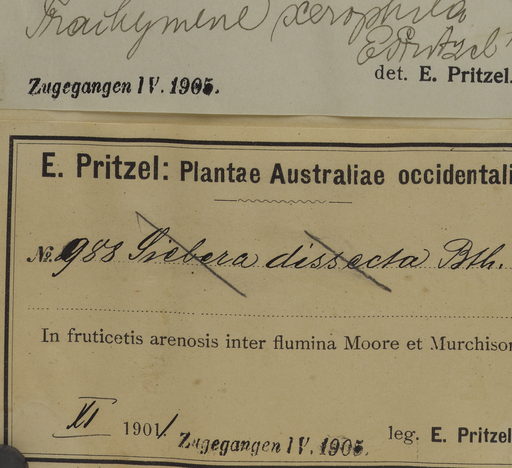 Trachymene xerophila
E Pritzel
det. E. Pritzel.
Zugegangen IV. 1905.
E. Pritzel: Plantae Australiae occidentali
№ 988 Siebera dissecta Bth.
In fruticetis arenosis inter flumina Moore et Murchison
XI 1901
Zugegangen IV. 1905.
leg. E. Pritzel